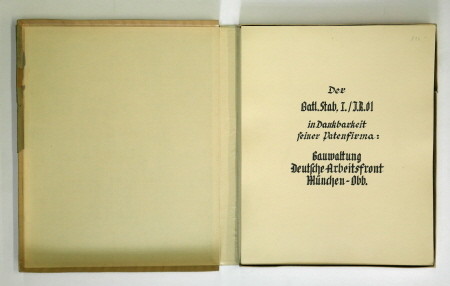 Der
Batl.Stab, I./J.R.61
in Dankbarkeit
seiner Patenfirma:
Gauwaltung
Deutsche-Arbeitsfront
München-Obb.